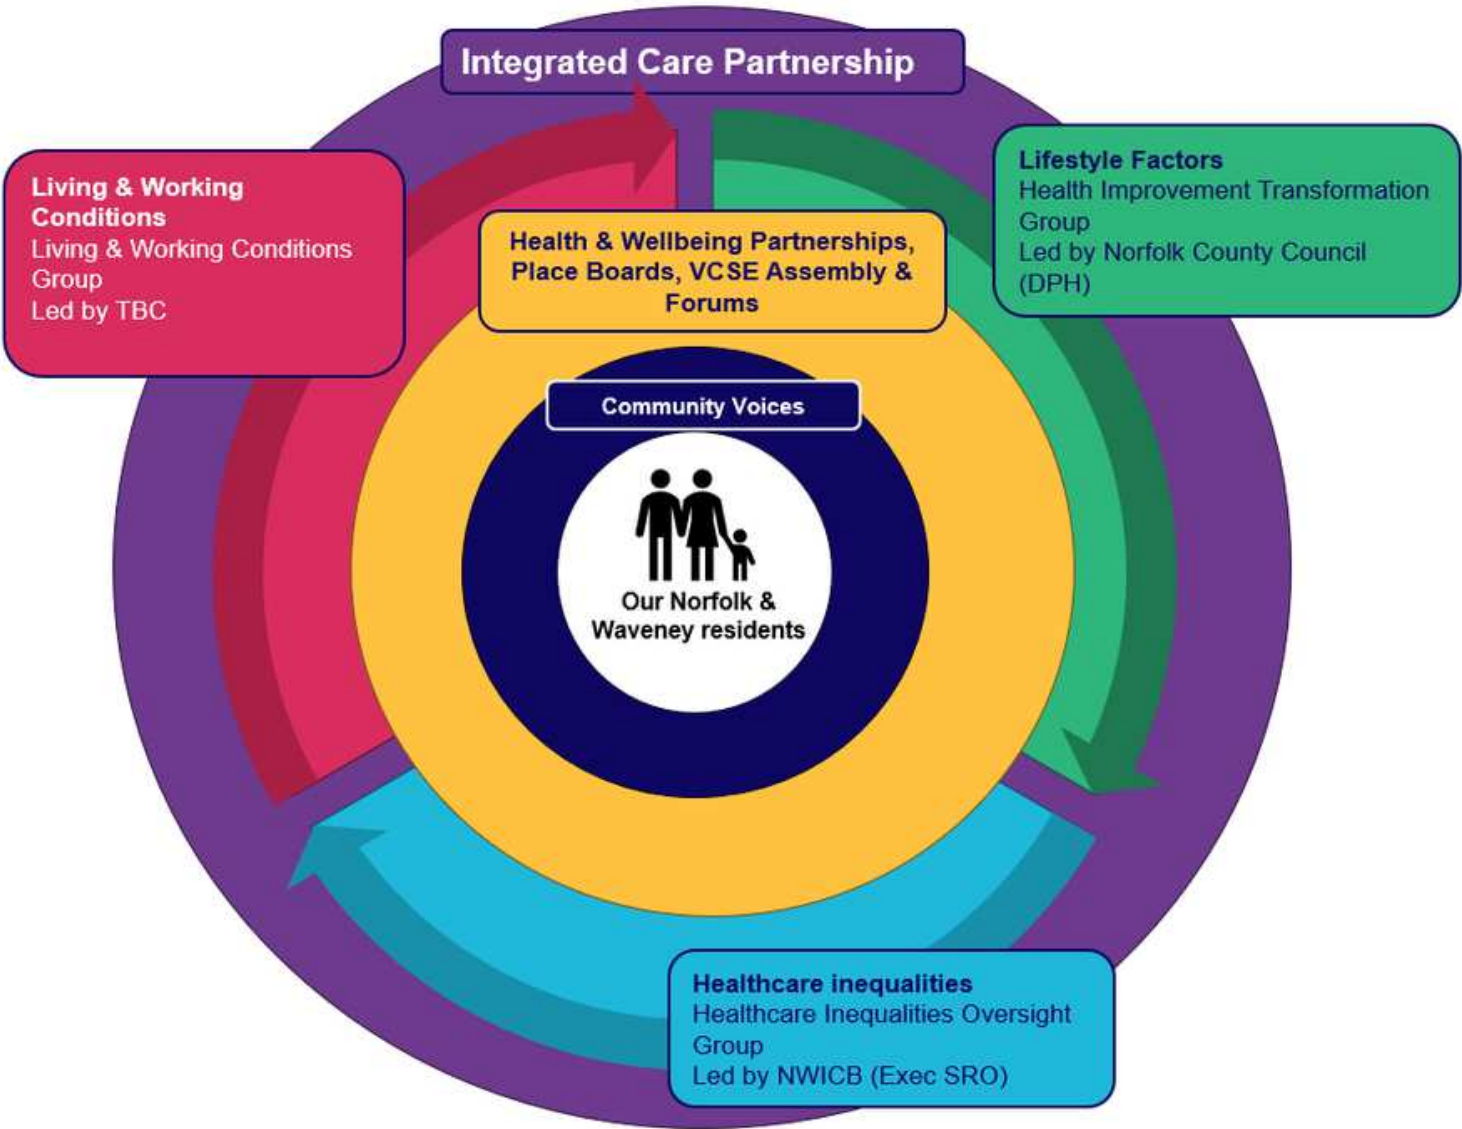 Integrated Care Partnership
Living & Working
Conditions
Living & Working Conditions
Group
Led by TBC
Lifestyle Factors
Health Improvement Transformation
Group
Led by Norfolk County Council
(DPH)
Health & Wellbeing Partnerships,
Place Boards, VCSE Assembly &
Forums
Community Voices
Our Norfolk &
Waveney residents
Healthcare inequalities
Healthcare Inequalities Oversight
Group
Led by NWICB (Exec SRO)